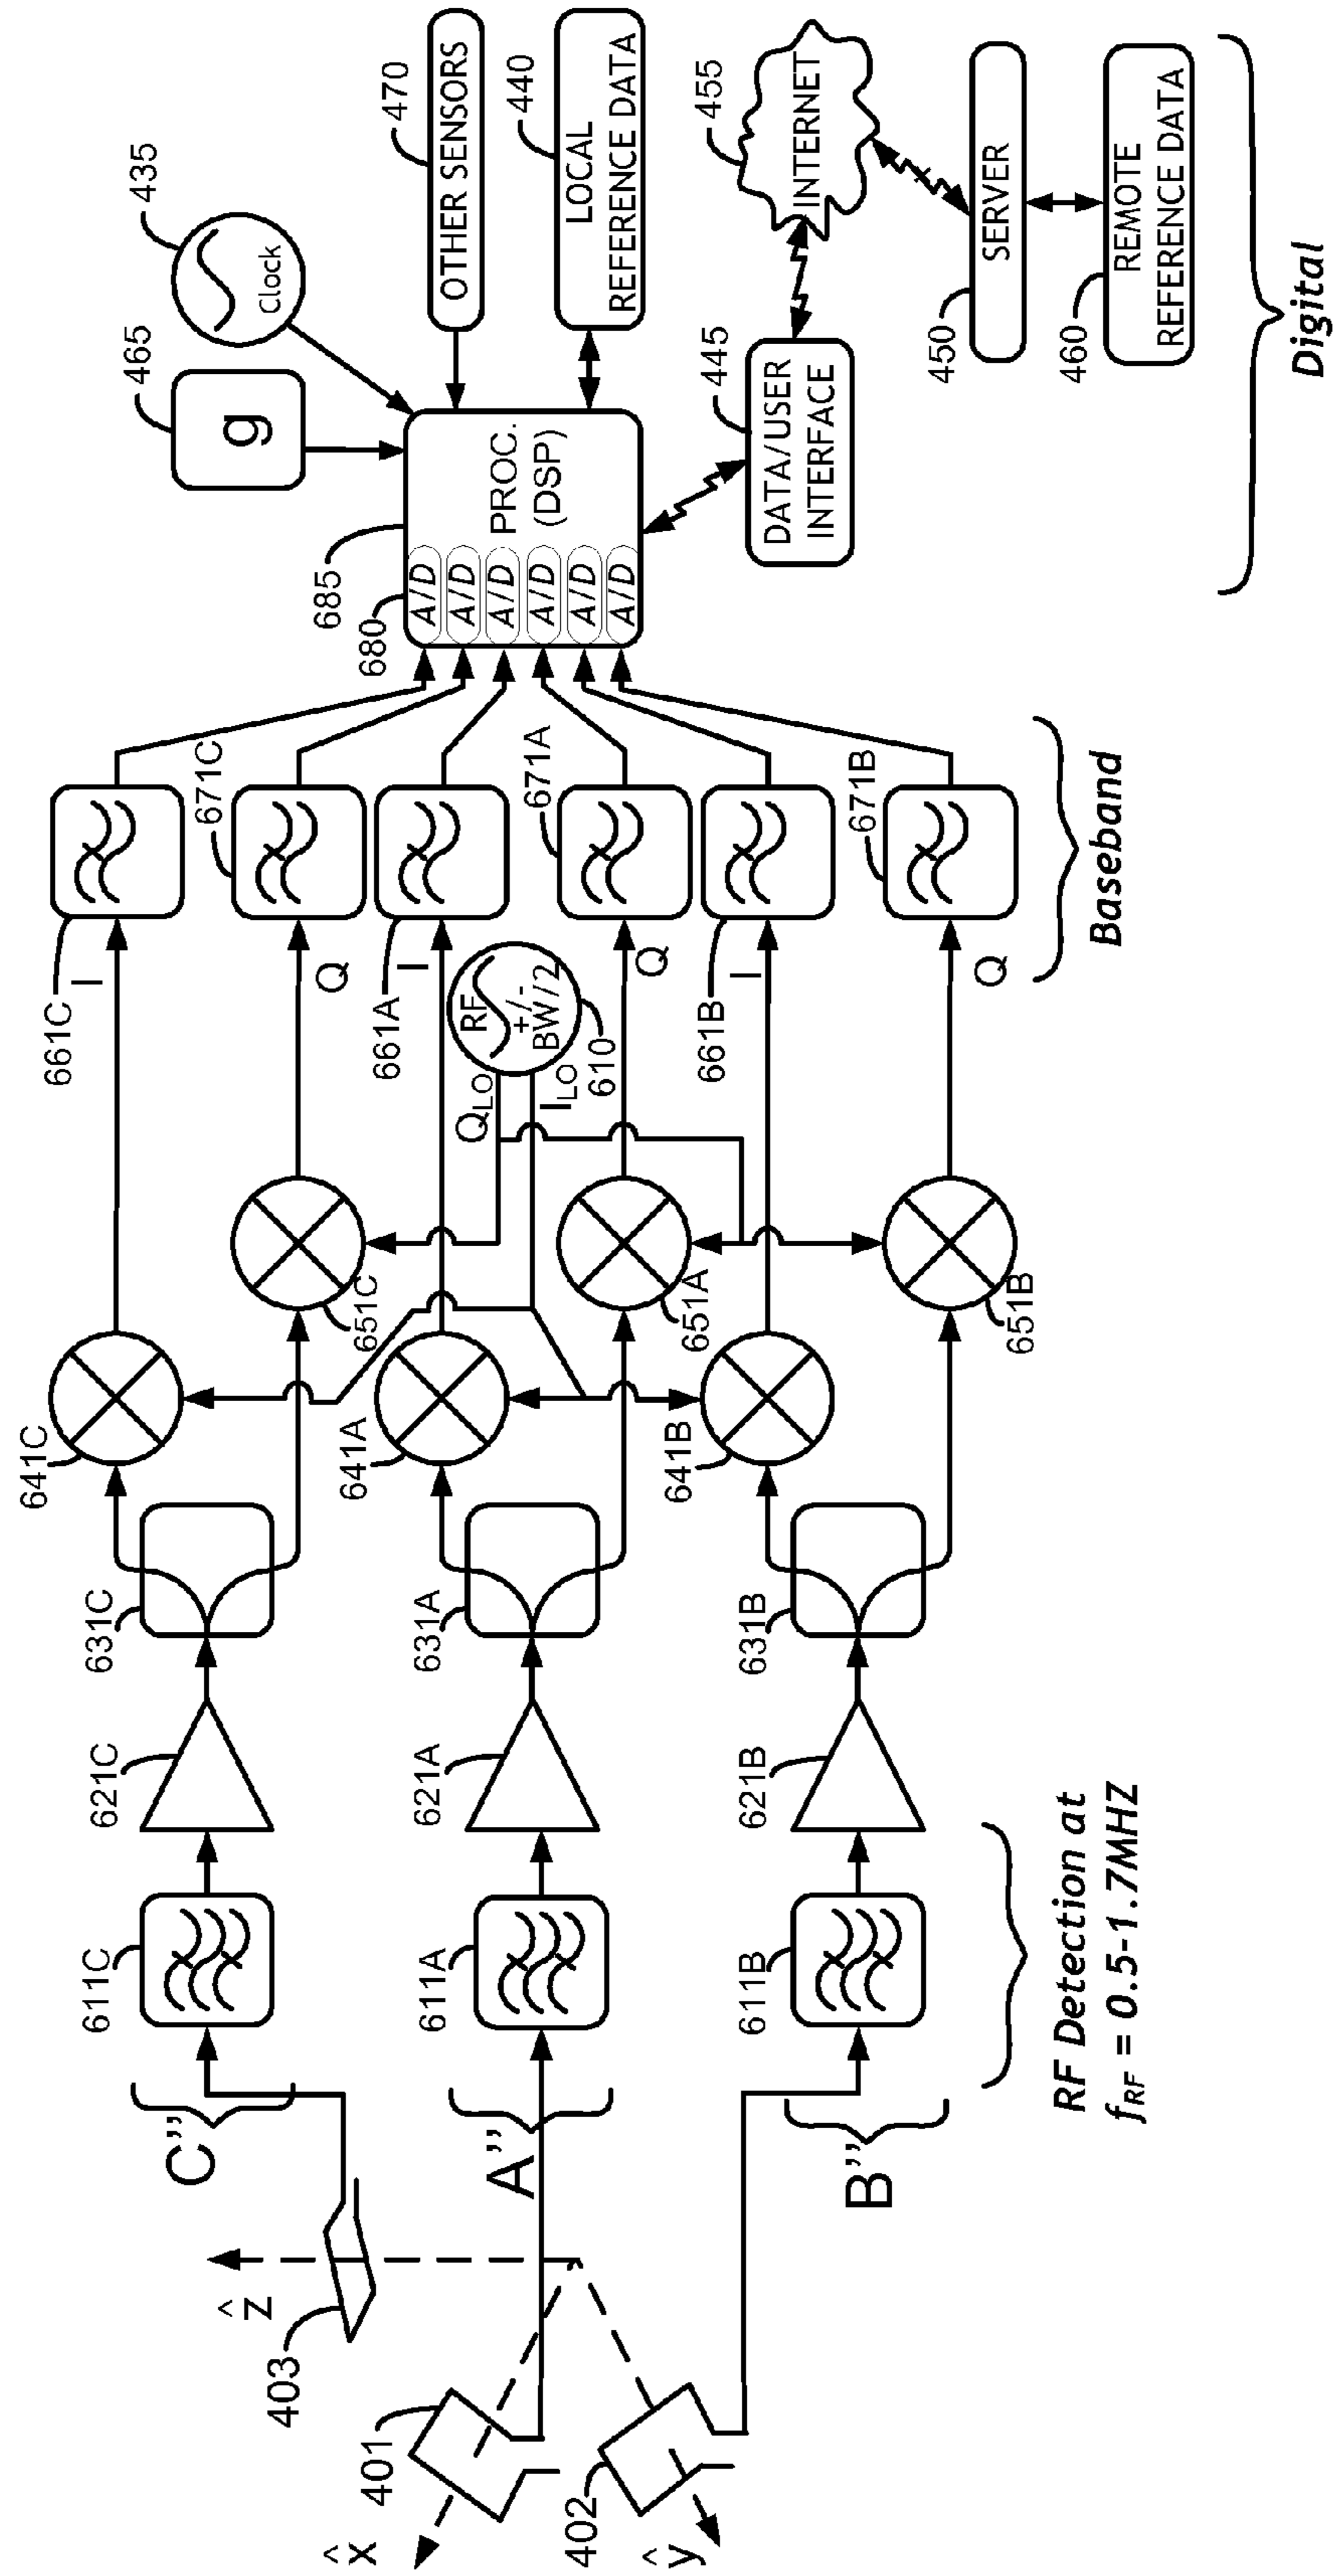 641C
661C
I
435
Clock
465
g
470
OTHER SENSORS
440
LOCAL
REFERENCE DATA
611C
621C
631C
651C
Q
671C
685
680
A/D
A/D
A/D
A/D
A/D
A/D
PROC.
(DSP)
C”
ẑ
403
641A
661A
I
RF
+/-
BW/2
610
Q_LO
I_LO
x̂
401
A”
611A
621A
631A
651A
Q
671A
445
DATA/USER
INTERFACE
455
INTERNET
ŷ
402
B”
611B
621B
631B
641B
661B
I
651B
Q
671B
450
SERVER
460
REMOTE
REFERENCE DATA
RF Detection at
f_RF = 0.5-1.7MHZ
Baseband
Digital